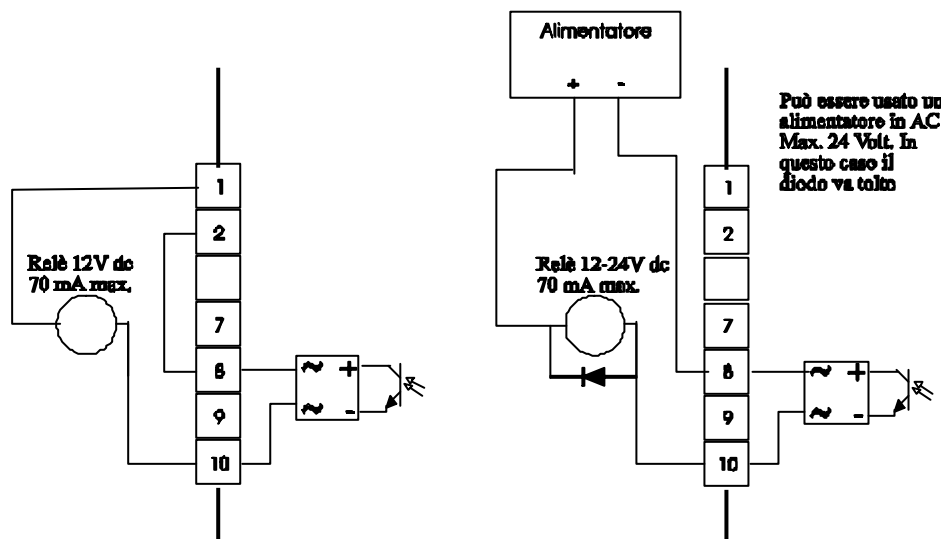 Alimentatore
+ -
Può essere usato un
alimentatore in AC
Max. 24 Volt. In
questo caso il
diodo va tolto
1
2
Relè 12V dc
70 mA max.
7
8
9
10
~ +
~ -
1
2
Relè 12-24V dc
70 mA max.
7
8
9
10
~ +
~ -